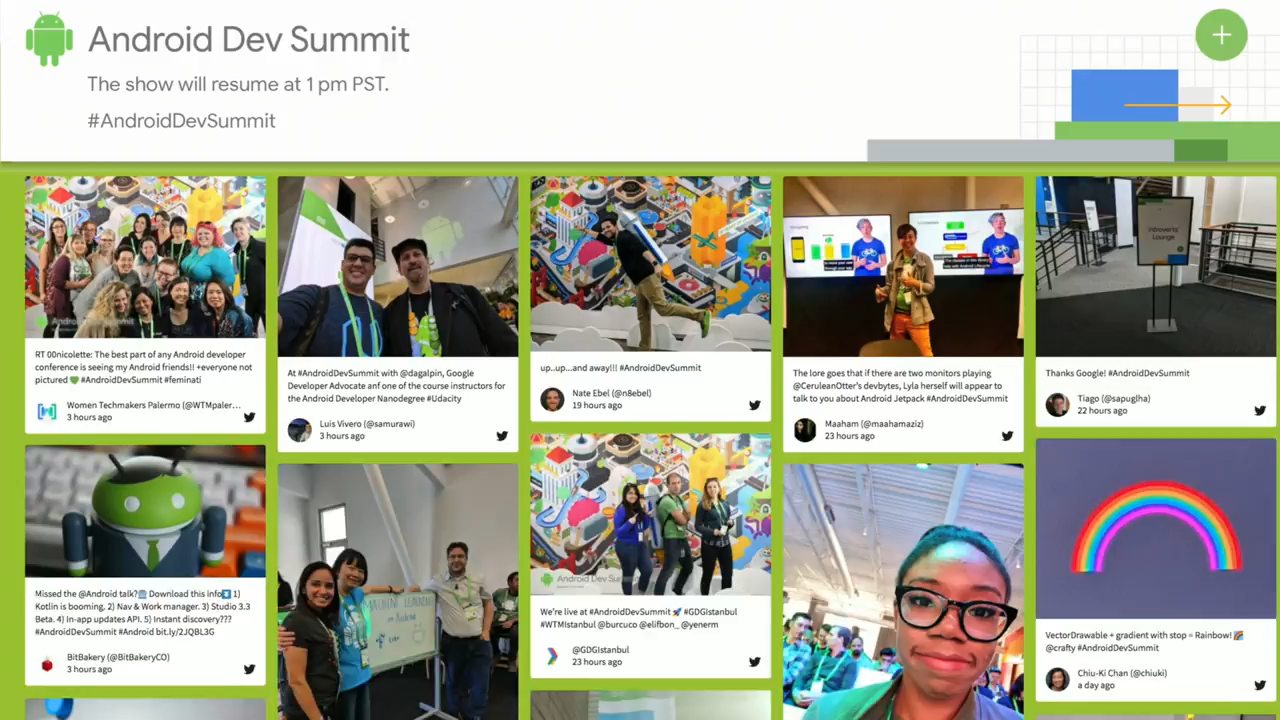 Android Dev Summit
The show will resume at 1 pm PST.
#AndroidDevSummit
RT 00nicolette: The best part of any Android developer
conference is seeing my Android friends!! +everyone not
pictured 💚 #AndroidDevSummit #feminati
Women Techmakers Palermo (@WTMpaler...
3 hours ago
Missed the @Android talk? Download this info⬇️ 1)
Kotlin is booming. 2) Nav & Work manager. 3) Studio 3.3
Beta. 4) In-app updates API. 5) Instant discovery???
#AndroidDevSummit #Android bit.ly/2JQBL3G
BitBakery (@BitBakeryCO)
3 hours ago
At #AndroidDevSummit with @dagalpin, Google
Developer Advocate anf one of the course instructors for
the Android Developer Nanodegree #Udacity
Luis Vivero (@samurawi)
3 hours ago
MACHINE LEARNING
on Android
up..up...and away!!! #AndroidDevSummit
Nate Ebel (@n8ebel)
19 hours ago
Android Dev Summit
We're live at #AndroidDevSummit 🚀 #GDGIstanbul
#WTMIstanbul @burcuco @elifbon_ @yenerm
@GDGIstanbul
23 hours ago
The lore goes that if there are two monitors playing
@CeruleanOtter's devbytes, Lyla herself will appear to
talk to you about Android Jetpack #AndroidDevSummit
Maaham (@maahamaziz)
23 hours ago
Introverts'
Lounge
Thanks Google! #AndroidDevSummit
Tiago (@sapuglha)
22 hours ago
VectorDrawable + gradient with stop = Rainbow!🌈
@crafty #AndroidDevSummit
Chiu-Ki Chan (@chiuki)
a day ago